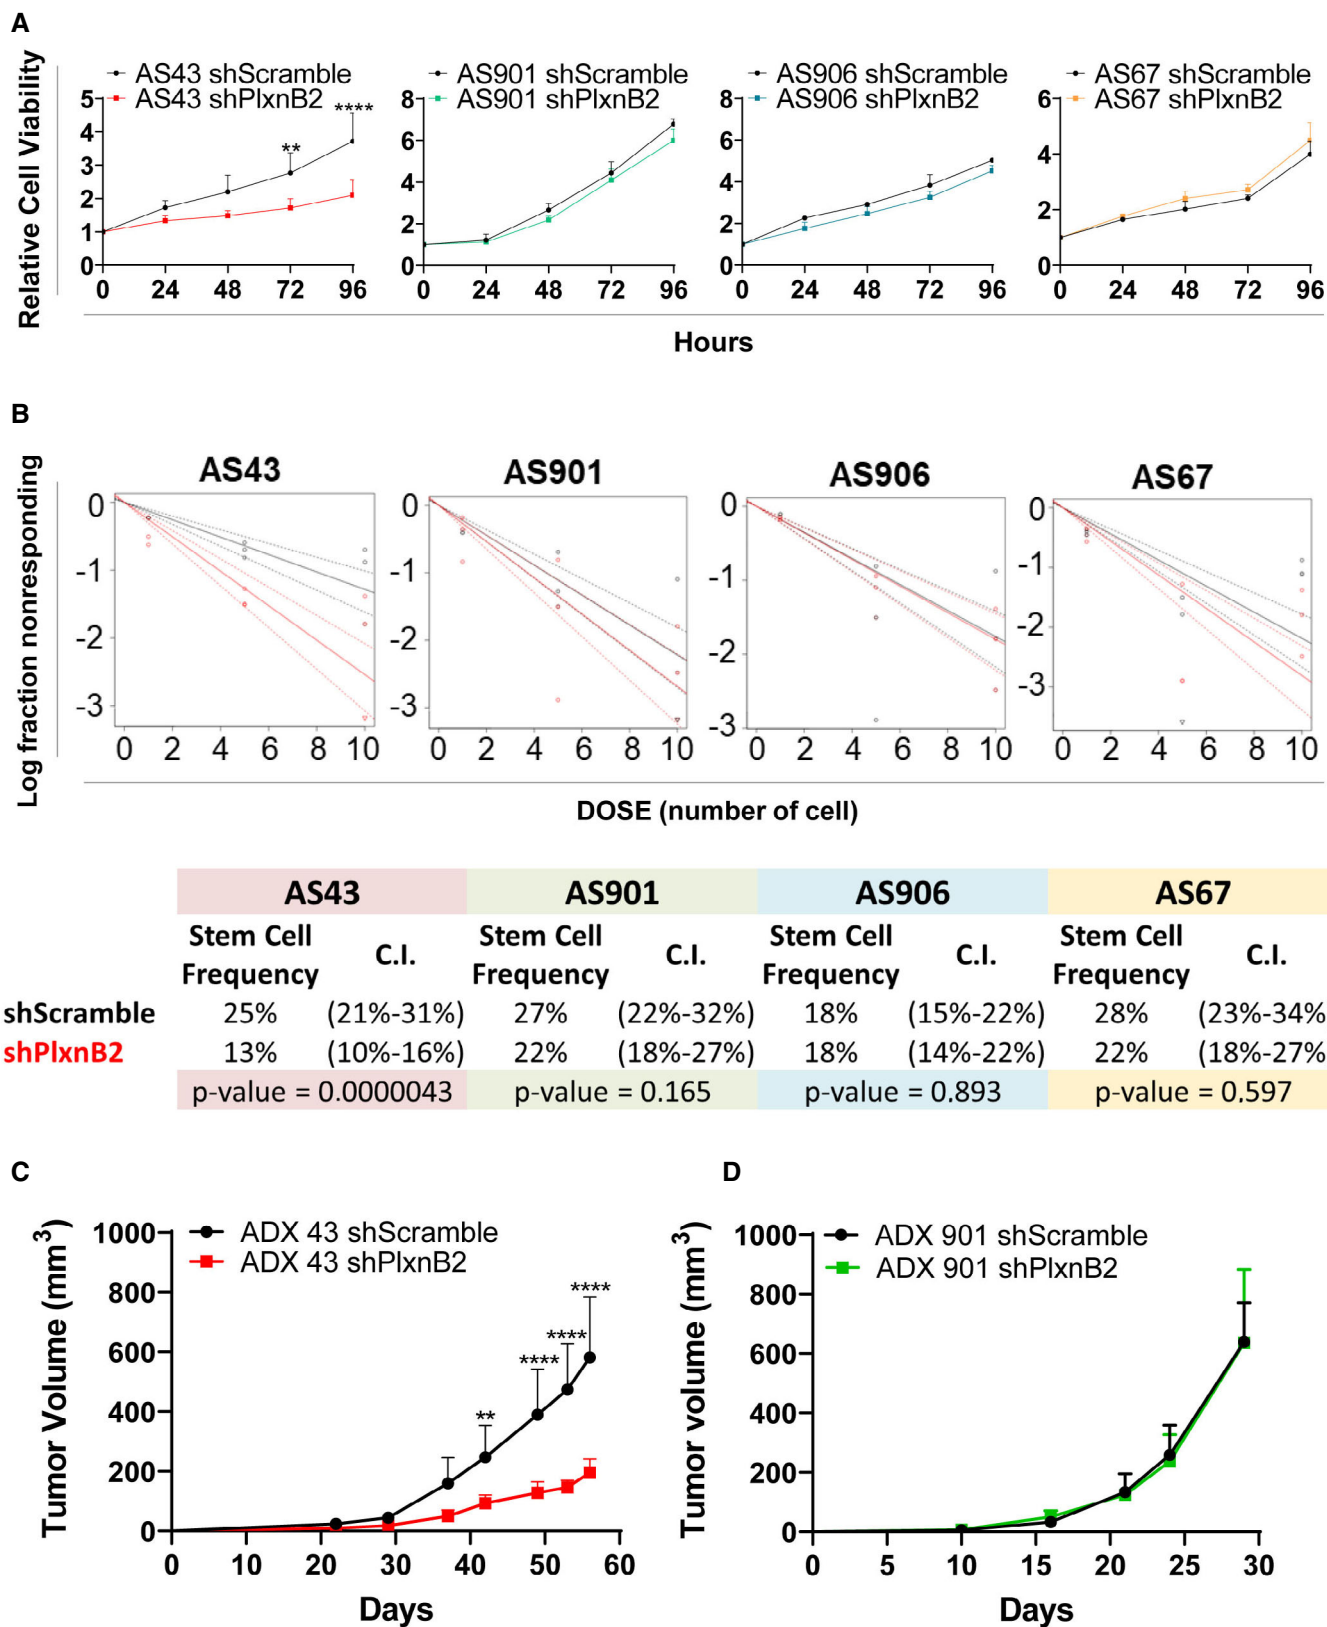 A
Relative Cell Viability
AS43 shScramble
AS43 shPlxnB2
5
4
3
2
1
0
**
****
0 24 48 72 96
AS901 shScramble
AS901 shPlxnB2
8
6
4
2
0
0 24 48 72 96
AS906 shScramble
AS906 shPlxnB2
8
6
4
2
0
0 24 48 72 96
AS67 shScramble
AS67 shPlxnB2
6
4
2
0
0 24 48 72 96
Hours
B
Log fraction nonresponding
AS43
0
-1
-2
-3
0 2 4 6 8 10
AS901
0
-1
-2
-3
0 2 4 6 8 10
AS906
0
-1
-2
-3
0 2 4 6 8 10
AS67
0
-1
-2
-3
0 2 4 6 8 10
DOSE (number of cell)
AS43 AS901 AS906 AS67
Stem Cell Frequency C.I. Stem Cell Frequency C.I. Stem Cell Frequency C.I. Stem Cell Frequency C.I.
shScramble 25% (21%-31%) 27% (22%-32%) 18% (15%-22%) 28% (23%-34%
shPlxnB2 13% (10%-16%) 22% (18%-27%) 18% (14%-22%) 22% (18%-27%
p-value = 0.0000043 p-value = 0.165 p-value = 0.893 p-value = 0.597
C
Tumor Volume (mm3)
ADX 43 shScramble
ADX 43 shPlxnB2
1000
800
600
400
200
0
**
****
****
****
0 10 20 30 40 50 60
Days
D
Tumor volume (mm3)
ADX 901 shScramble
ADX 901 shPlxnB2
1000
800
600
400
200
0
0 5 10 15 20 25 30
Days